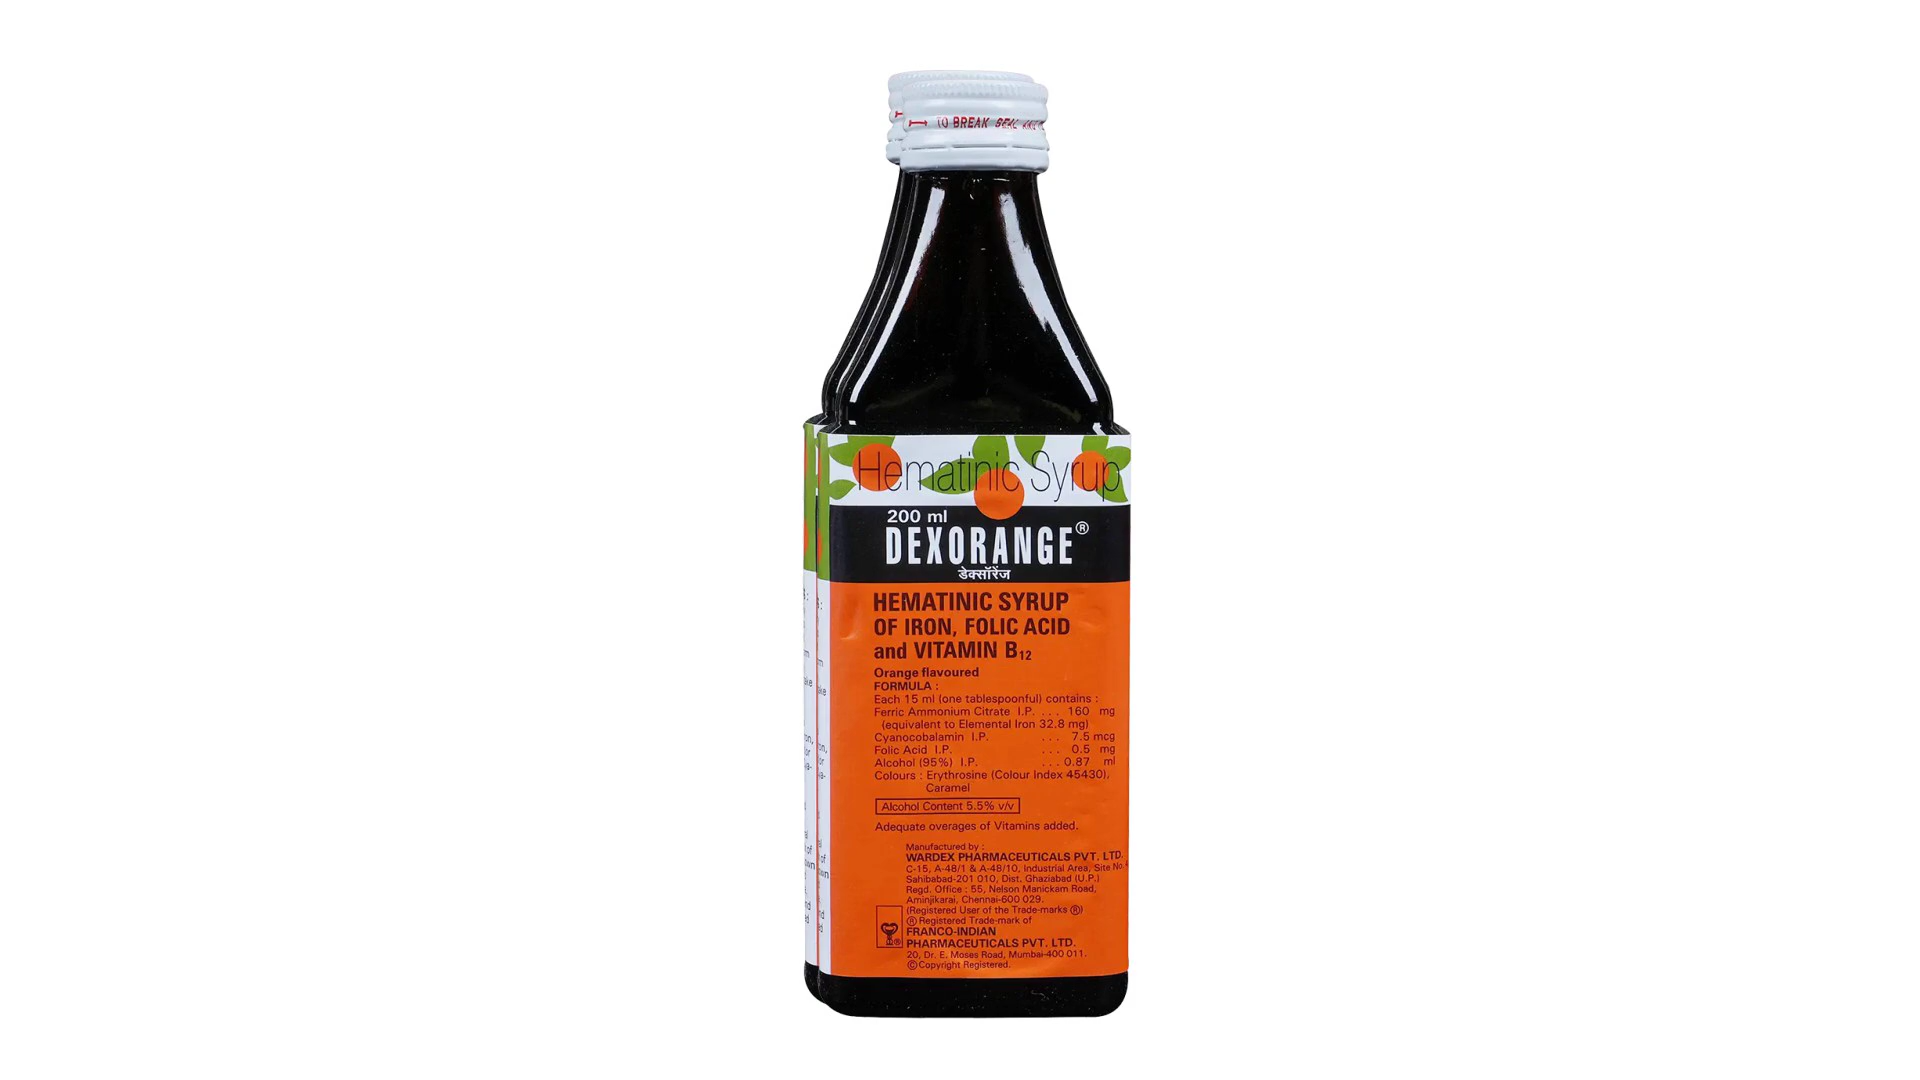 TO BREAK SEAL
Hematinic Syrup
200 ml
DEXORANGE®
डेक्सॉरेंज
HEMATINIC SYRUP
OF IRON, FOLIC ACID
and VITAMIN B12
Orange flavoured
FORMULA :
Each 15 ml (one tablespoonful) contains :
Ferric Ammonium Citrate I.P. ... 160 mg
(equivalent to Elemental Iron 32.8 mg)
Cyanocobalamin I.P. ... 7.5 mcg
Folic Acid I.P. ... 0.5 mg
Alcohol (95%) I.P. ... 0.87 ml
Colours : Erythrosine (Colour Index 45430),
Caramel
Alcohol Content 5.5% v/v
Adequate overages of Vitamins added.
Manufactured by :
WARDEX PHARMACEUTICALS PVT. LTD.
C-15, A-48/1 & A-48/10, Industrial Area, Site No.
Sahibabad-201 010, Dist. Ghaziabad (U.P.)
Regd. Office : 55, Nelson Manickam Road,
Aminjikarai, Chennai-600 029.
(Registered User of the Trade-marks ®)
® Registered Trade-mark of
FRANCO-INDIAN
PHARMACEUTICALS PVT. LTD.
20, Dr. E. Moses Road, Mumbai-400 011.
© Copyright Registered.